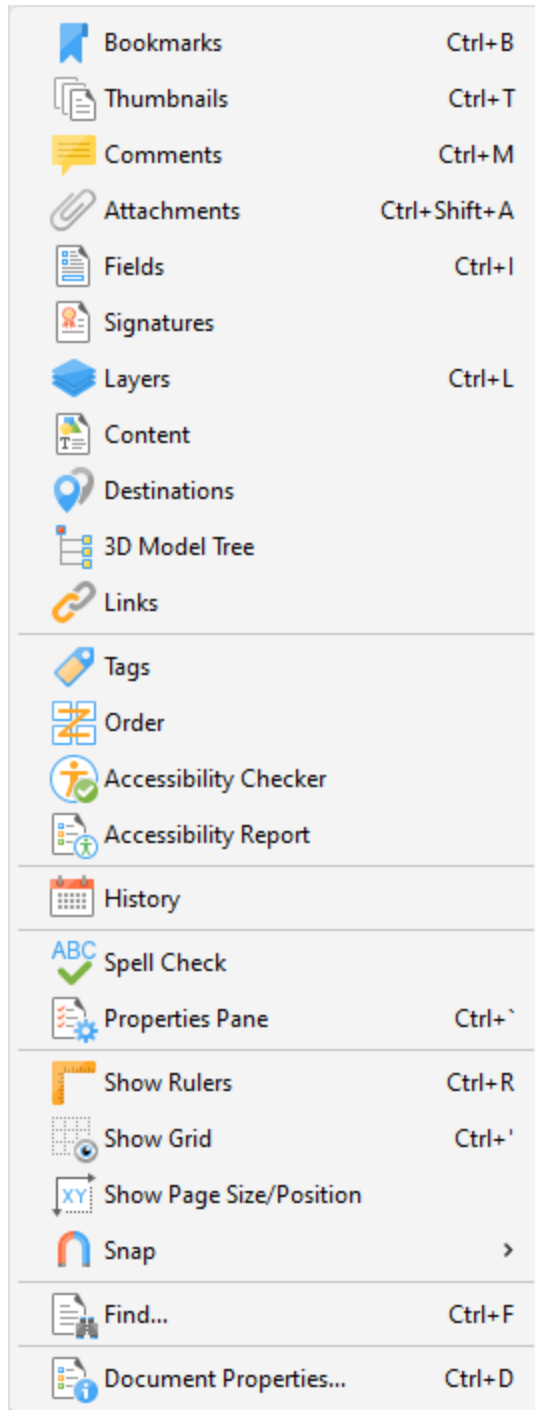 Bookmarks Ctrl+B
Thumbnails Ctrl+T
Comments Ctrl+M
Attachments Ctrl+Shift+A
Fields Ctrl+I
Signatures
Layers Ctrl+L
Content
Destinations
3D Model Tree
Links
Tags
Order
Accessibility Checker
Accessibility Report
History
ABC Spell Check
Properties Pane Ctrl+`
Show Rulers Ctrl+R
Show Grid Ctrl+'
XY Show Page Size/Position
Snap
Find... Ctrl+F
Document Properties... Ctrl+D